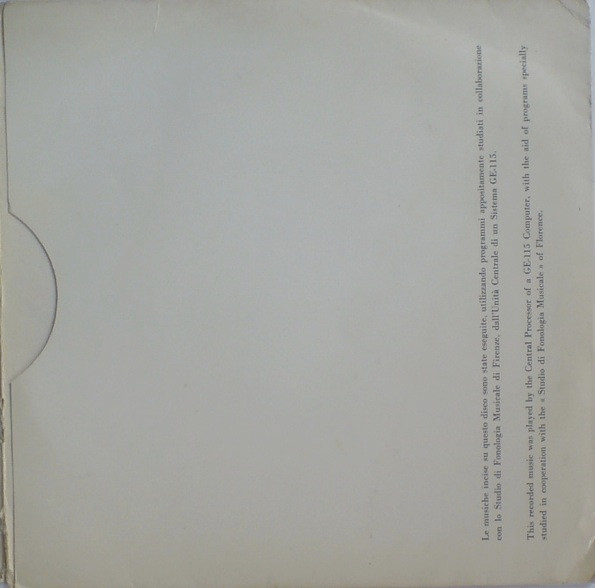 Le musiche incise su questo disco sono state eseguite, utilizzando programmi appositamente studiati in collaborazione
con lo Studio di Fonologia Musicale di Firenze, dall'Unità Centrale di un Sistema GE-115.
This recorded music was played by the Central Processor of a GE-115 Computer, with the aid of programs specially
studied in cooperation with the « Studio di Fonologia Musicale » of Florence.